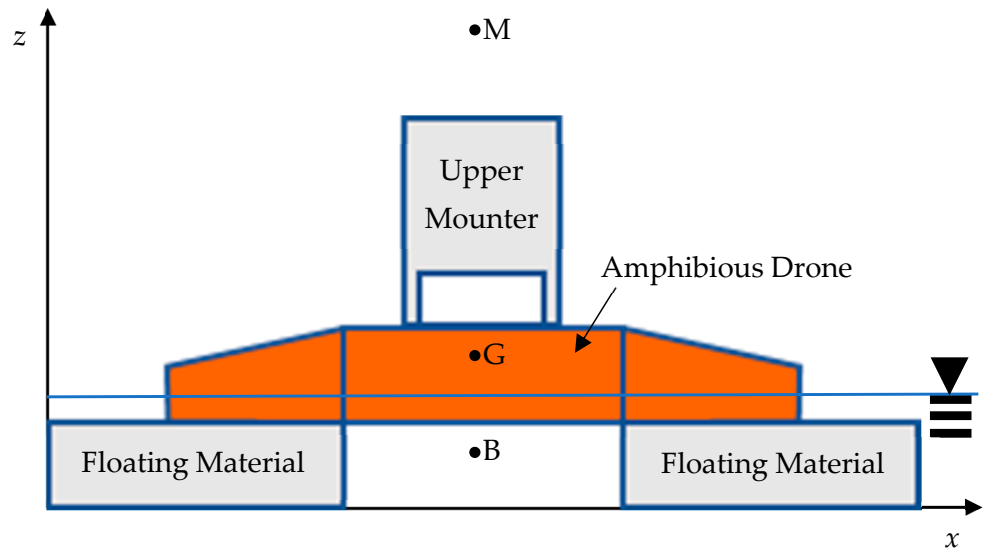 z
M
Upper
Mounter
Amphibious Drone
G
B
Floating Material
Floating Material
x